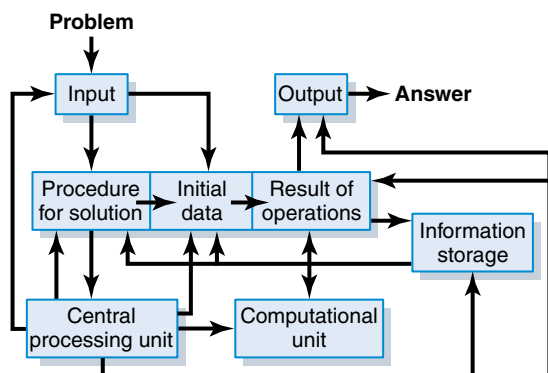 Problem
Input
Output
Answer
Procedure
for solution
Initial
data
Result of
operations
Information
storage
Central
processing unit
Computational
unit